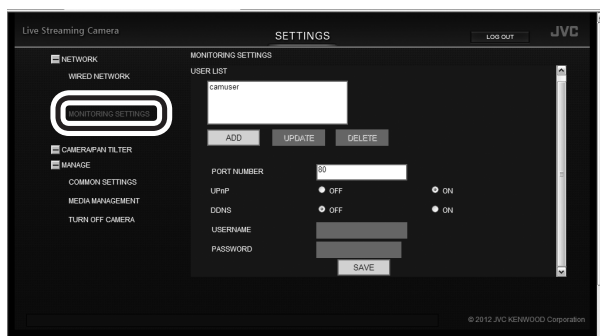 Live Streaming Camera
SETTINGS
LOG OUT
JVC
NETWORK
WIRED NETWORK
MONITORING SETTINGS
CAMERA/PAN TILTER
MANAGE
COMMON SETTINGS
MEDIA MANAGEMENT
TURN OFF CAMERA
MONITORING SETTINGS
USER LIST
camuser
ADD UPDATE DELETE
PORT NUMBER 80
UPnP OFF ON
DDNS OFF ON
USERNAME
PASSWORD
SAVE
© 2012 JVC KENWOOD Corporation